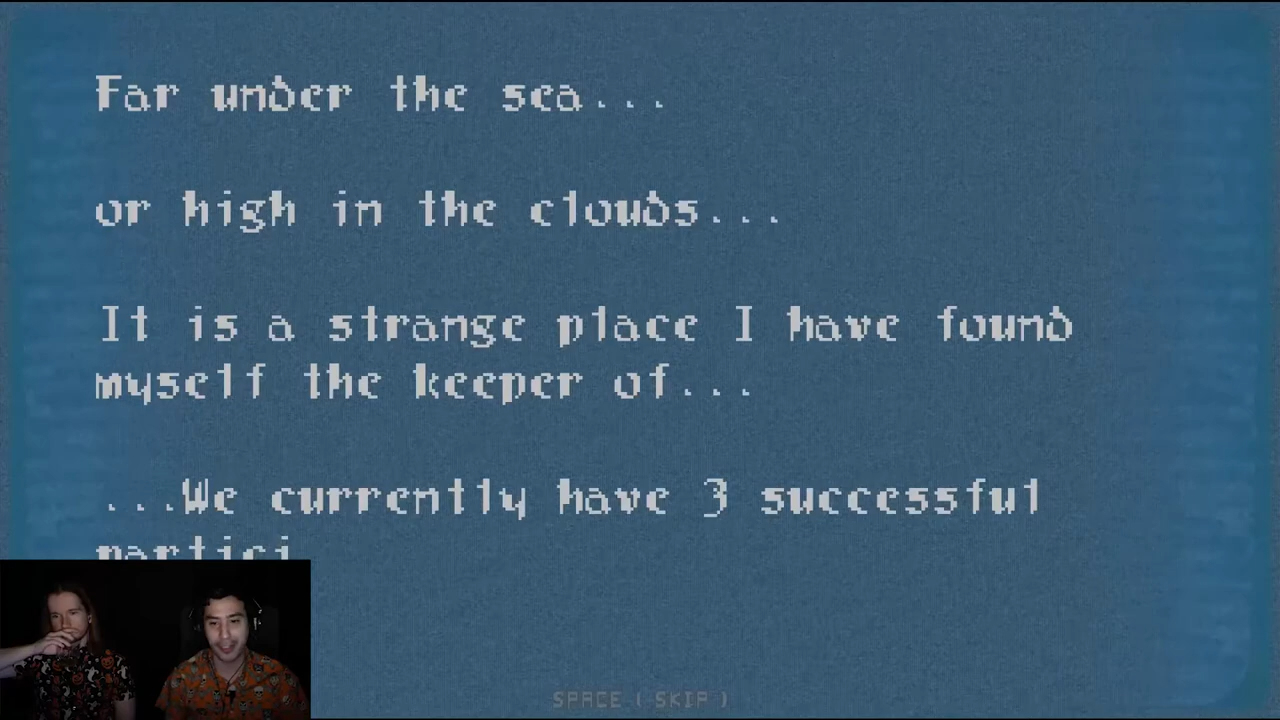 Far under the sea...
or high in the clouds...
It is a strange place I have found
myself the keeper of...
...We currently have 3 successful
partici
SPACE ( SKIP )